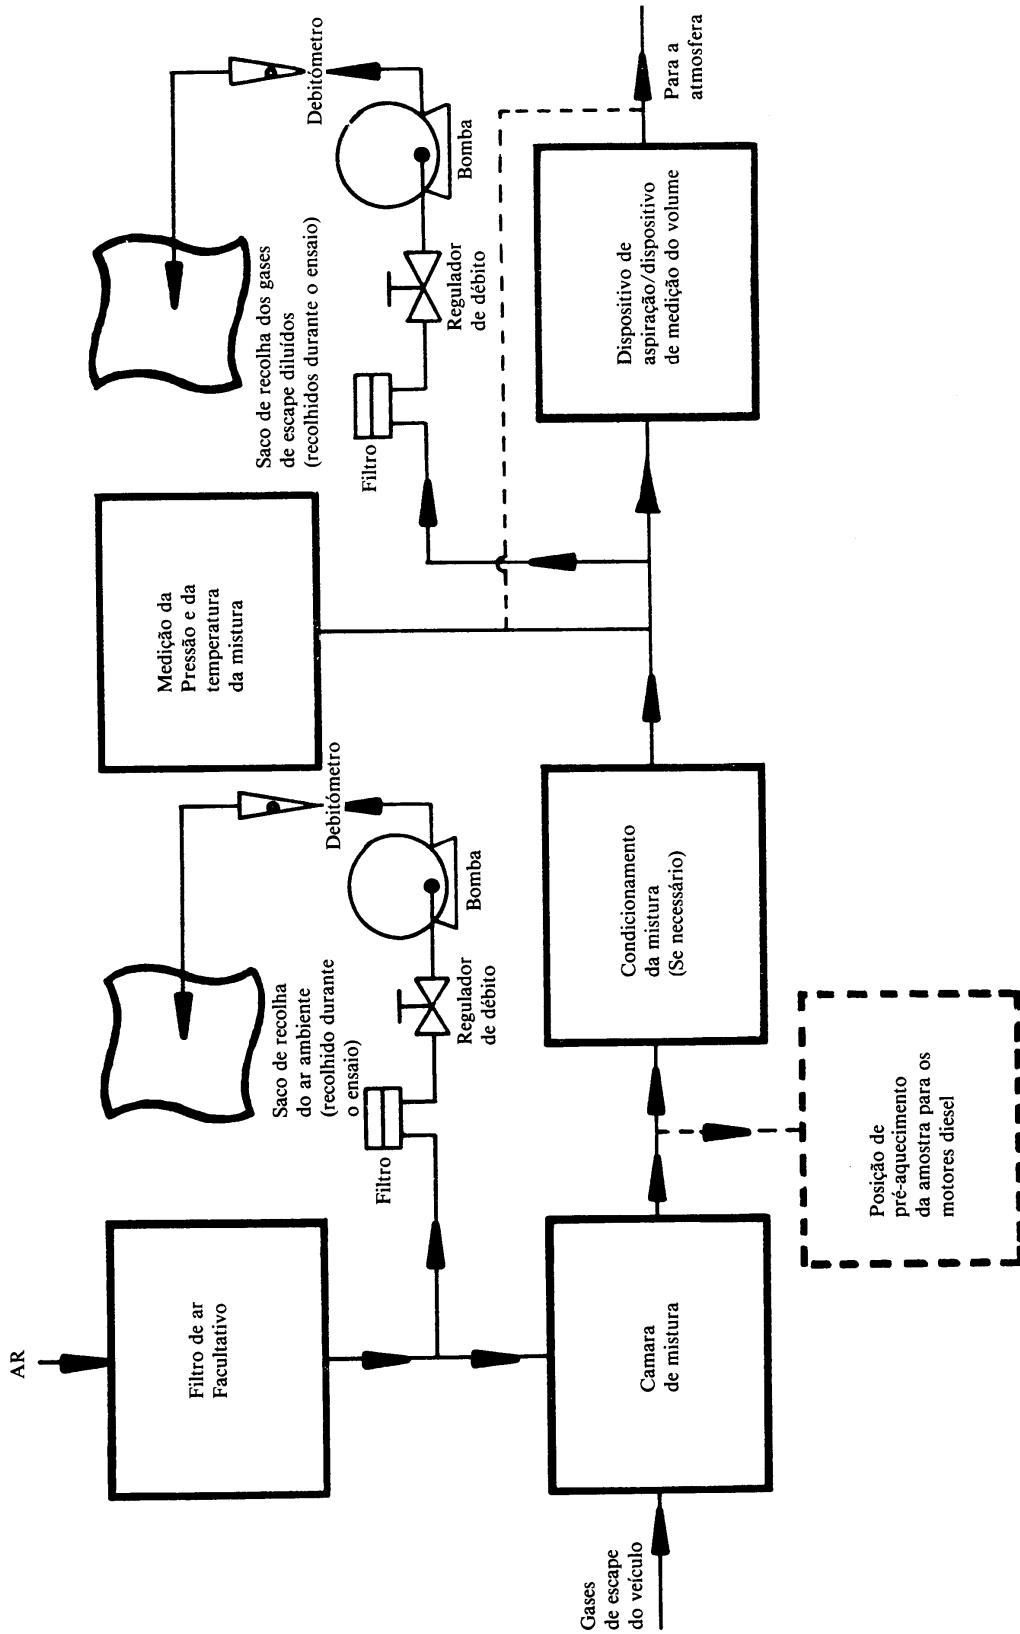 AR
Filtro de ar
Facultativo
Gases
de escape
do veículo
Camara
de mistura
Filtro
Saco de recolha
do ar ambiente
(recolhido durante
o ensaio)
Regulador
de débito
Bomba
Debitómetro
Posição de
pré-aquecimento
da amostra para os
motores diesel
Condicionamento
da mistura
(Se necessário)
Medição da
Pressão e da
temperatura
da mistura
Filtro
Saco de recolha dos gases
de escape diluídos
(recolhidos durante o ensaio)
Regulador
de débito
Bomba
Debitómetro
Dispositivo de
aspiração/dispositivo
de medição do volume
Para a
atmosfera